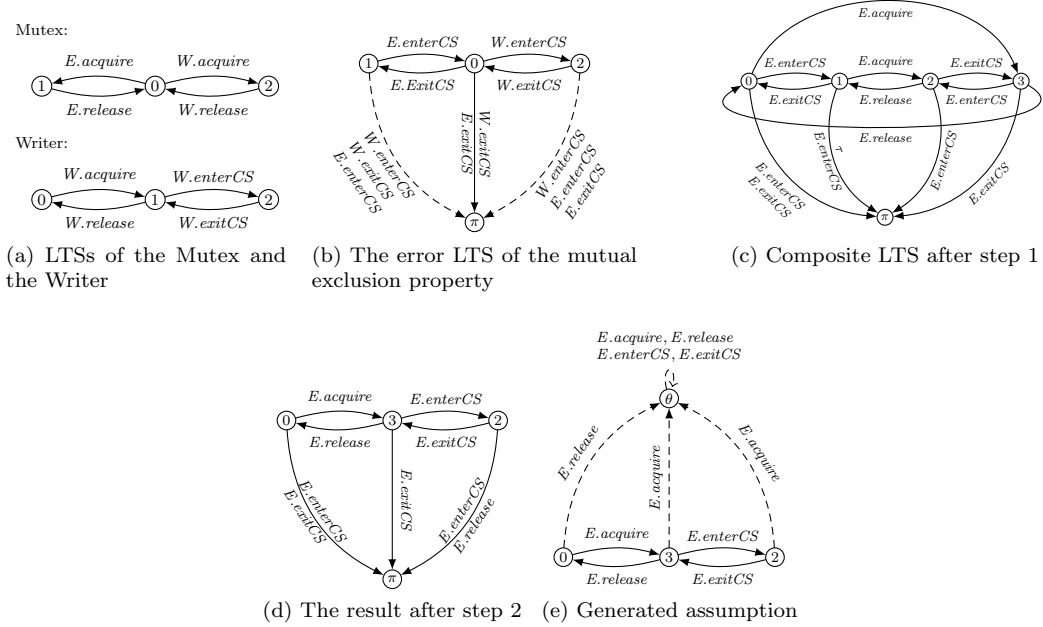 Mutex:
E.acquire
W.acquire
1
0
2
E.release
W.release
Writer:
W.acquire
W.enterCS
0
1
2
W.release
W.exitCS
(a) LTSs of the Mutex and
the Writer
E.enterCS
W.enterCS
1
0
2
E.ExitCS
W.exitCS
W.enterCS
W.exitCS
E.enterCS
W.exitCS
E.exitCS
W.enterCS
E.enterCS
E.exitCS
π
(b) The error LTS of the mutual
exclusion property
E.acquire
E.enterCS
E.acquire
E.exitCS
0
1
2
3
E.exitCS
E.release
E.enterCS
E.release
E.enterCS
E.exitCS
τ
E.enterCS
E.enterCS
E.exitCS
π
(c) Composite LTS after step 1
E.acquire
E.enterCS
0
3
2
E.release
E.exitCS
E.enterCS
E.exitCS
E.exitCS
E.enterCS
E.release
π
(d) The result after step 2
E.acquire, E.release
E.enterCS, E.exitCS
θ
E.release
E.acquire
E.acquire
E.acquire
E.enterCS
0
3
2
E.release
E.exitCS
(e) Generated assumption